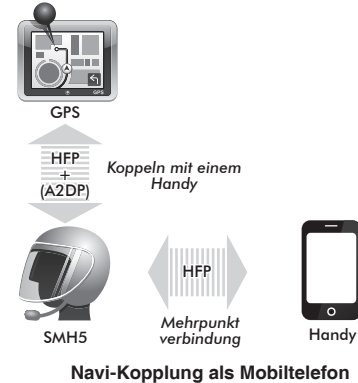 GPS
GPS
HFP
+
(A2DP)
Koppeln mit einem
Handy
HFP
SMH5
Mehrpunkt
verbindung
Handy
Navi-Kopplung als Mobiltelefon